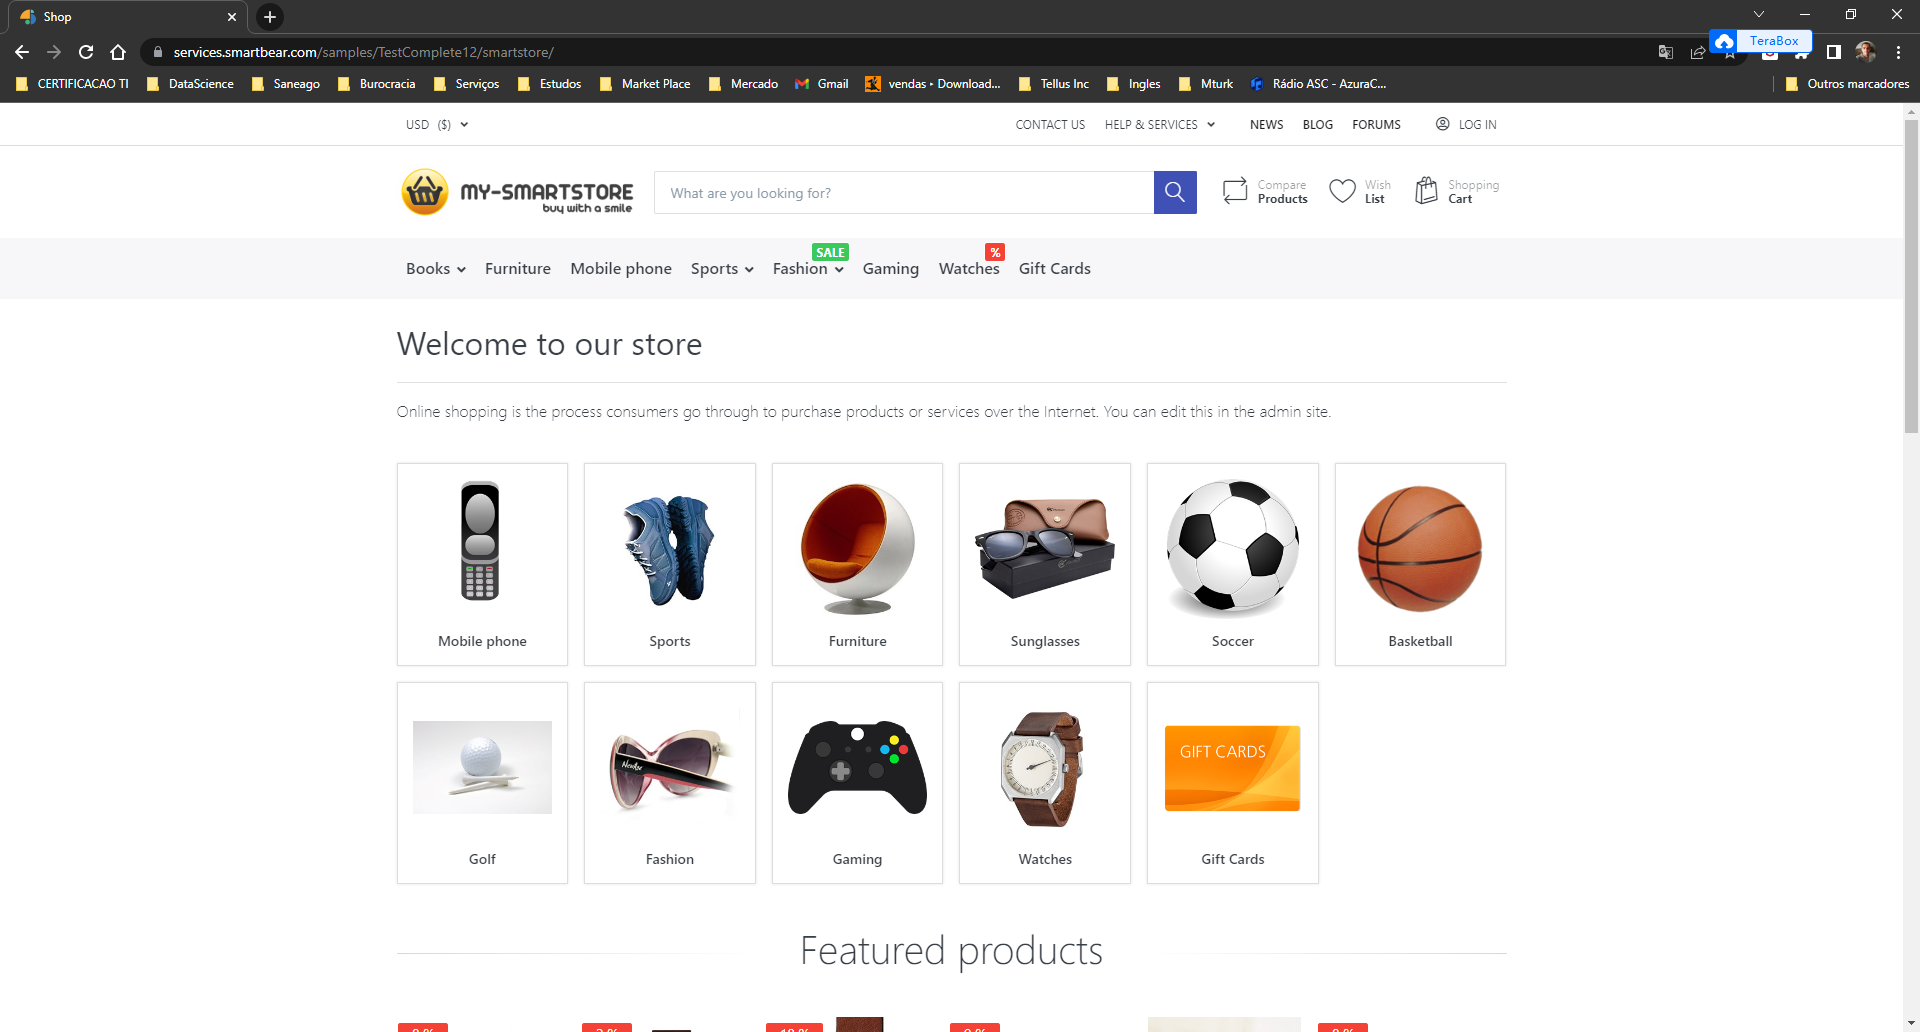 Shop
services.smartbear.com/samples/TestComplete12/smartstore/
TeraBox
CERTIFICACAO TI DataScience Saneago Burocracia Serviços Estudos Market Place Mercado Gmail vendas ‣ Download... Tellus Inc Ingles Mturk Rádio ASC - AzuraC... Outros marcadores
USD ($) CONTACT US HELP & SERVICES NEWS BLOG FORUMS LOG IN
MY-SMARTSTORE
buy with a smile
What are you looking for?
Compare
Products
Wish
List
Shopping
Cart
SALE %
Books Furniture Mobile phone Sports Fashion Gaming Watches Gift Cards
Welcome to our store
Online shopping is the process consumers go through to purchase products or services over the Internet. You can edit this in the admin site.
Mobile phone Sports Furniture Sunglasses Soccer Basketball
GIFT CARDS
Golf Fashion Gaming Watches Gift Cards
Featured products